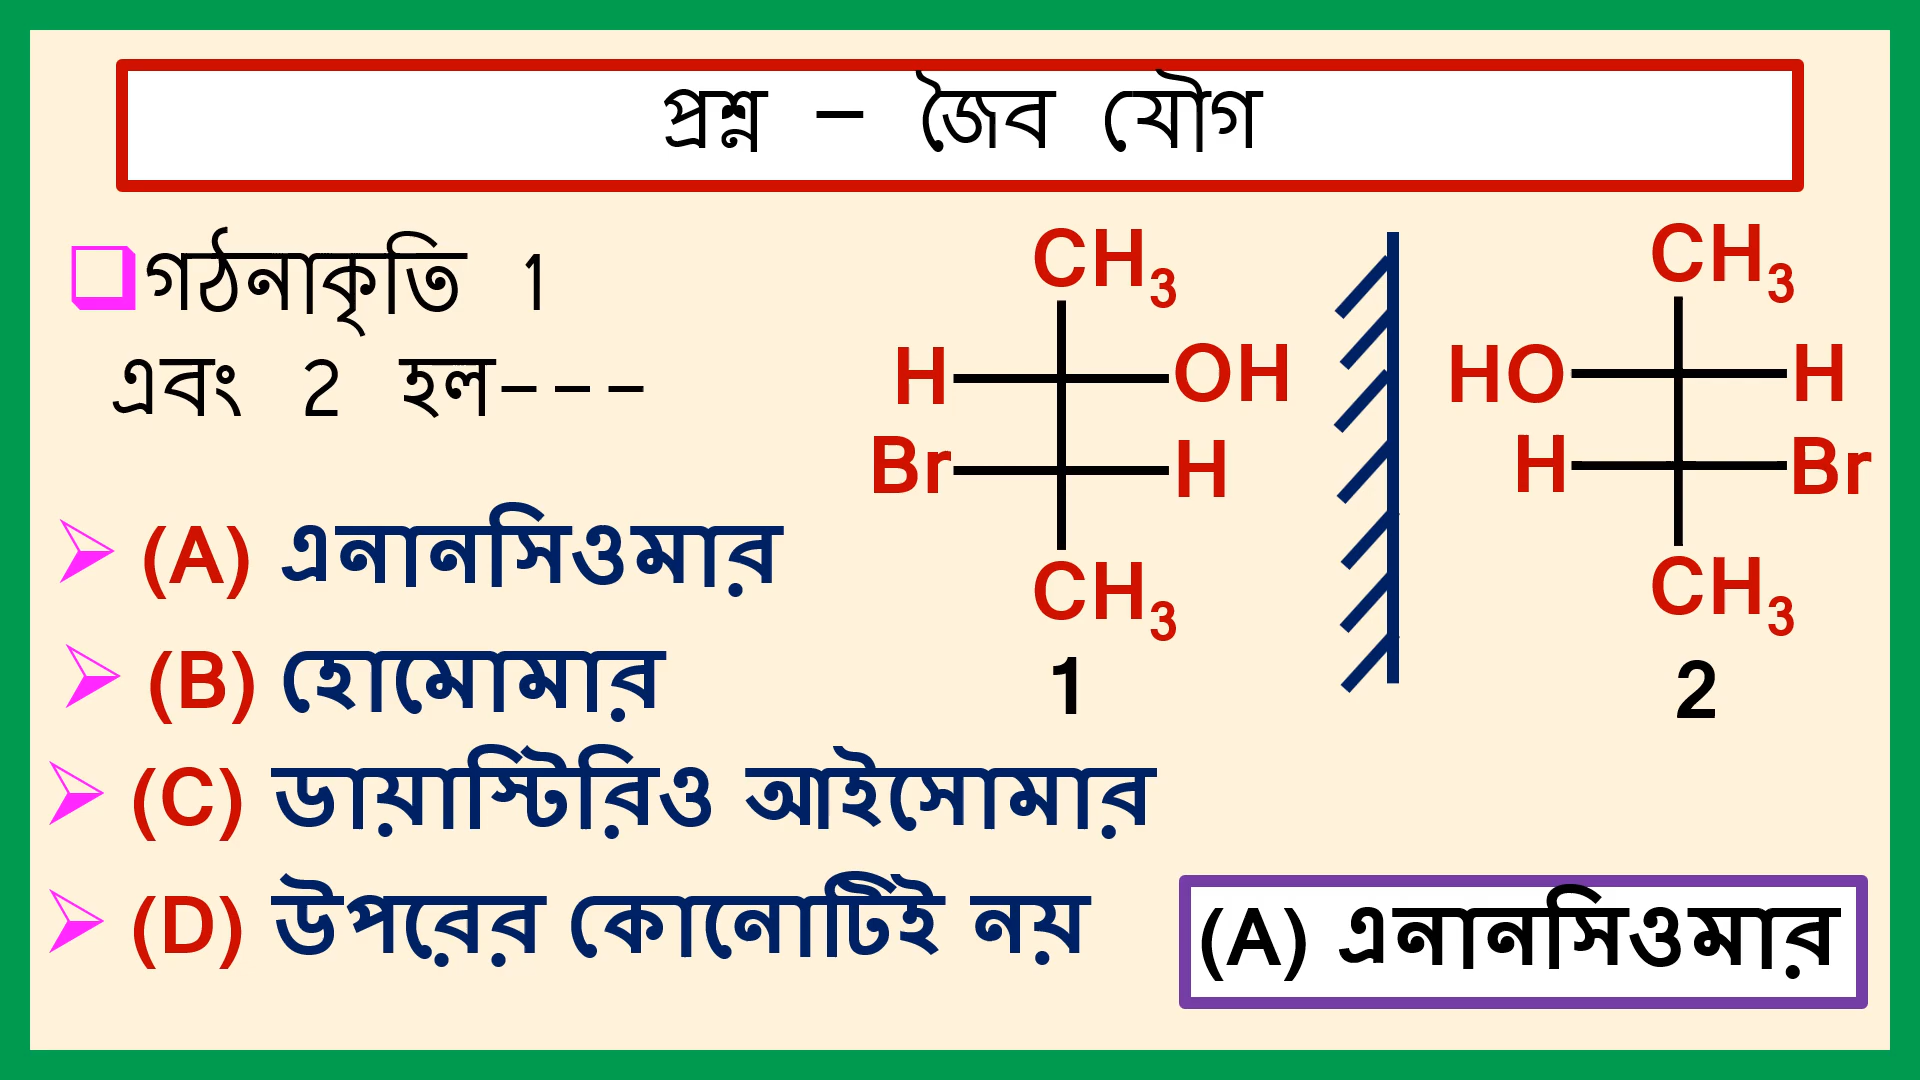 প্রশ্ন – জৈব যৌগ
গঠনাকৃতি 1
এবং 2 হল---
(A) এনানসিওমার
(B) হোমোমার
(C) ডায়াস্টিরিও আইসোমার
(D) উপরের কোনোটিই নয়
CH3
H OH
Br H
CH3
1
CH3
HO H
H Br
CH3
2
(A) এনানসিওমার